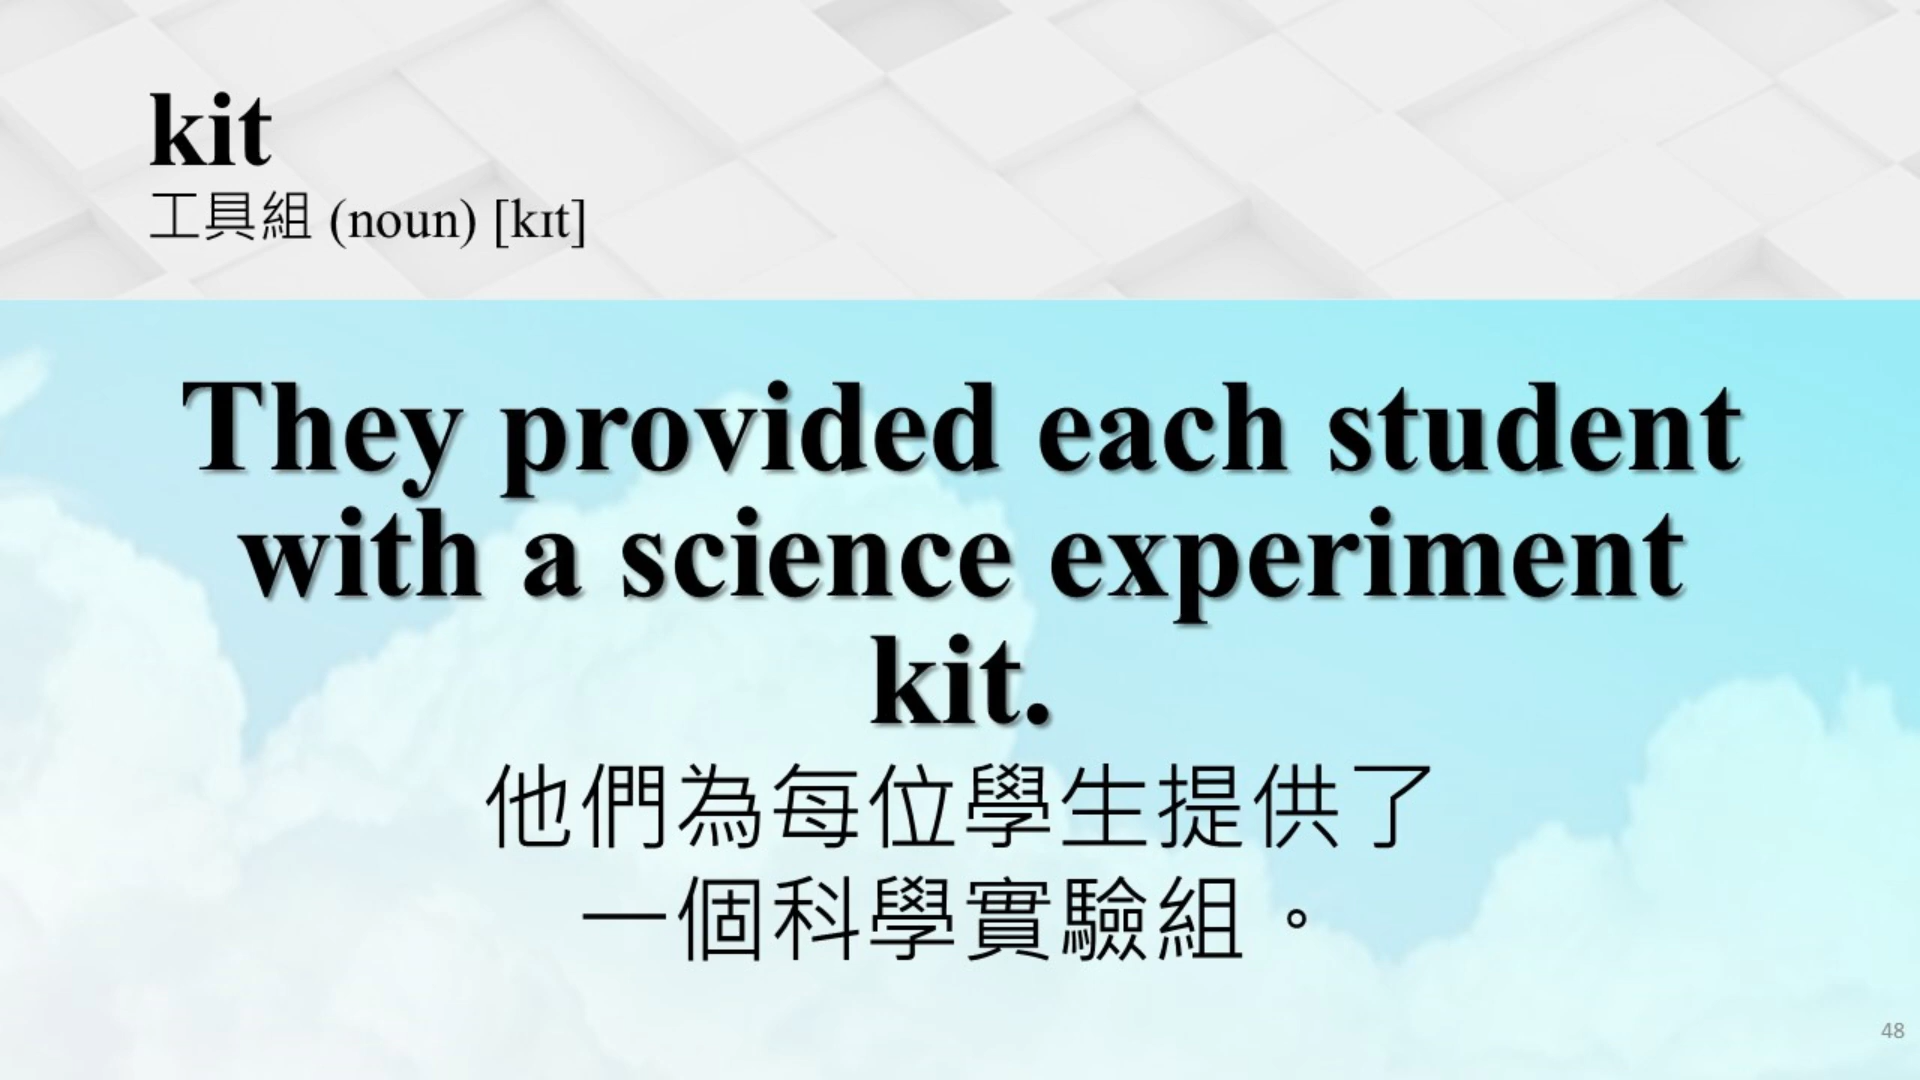 kit
工具組 (noun) [kɪt]
They provided each student
with a science experiment
kit.
他們為每位學生提供了
一個科學實驗組。
48